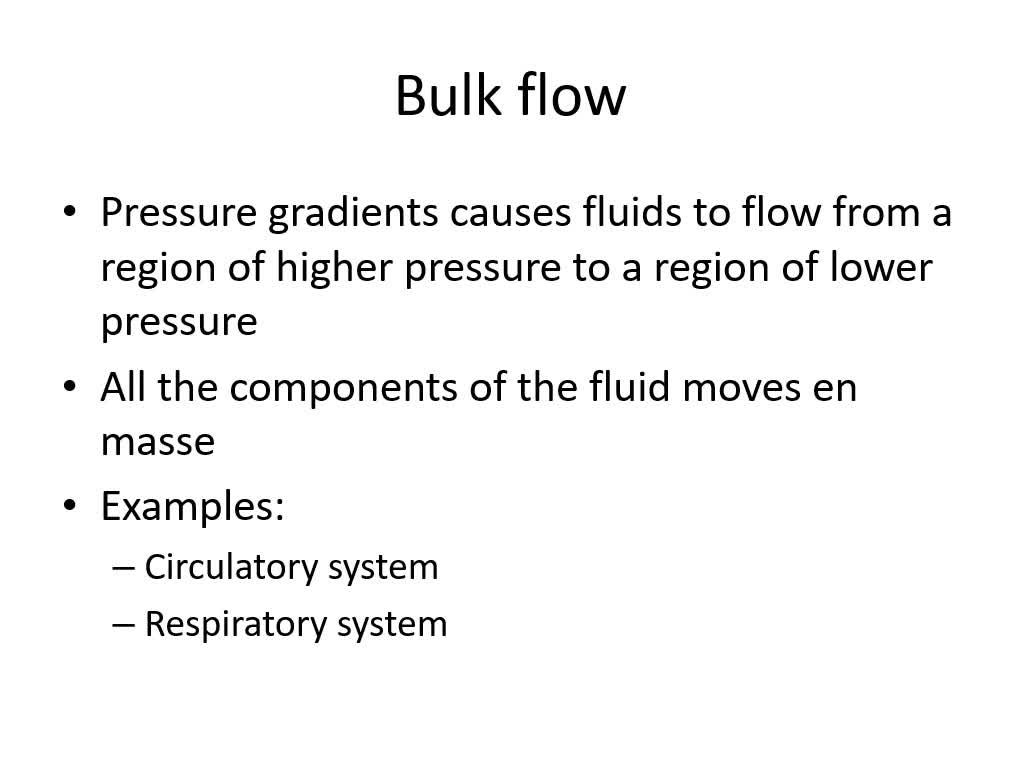 Bulk flow
• Pressure gradients causes fluids to flow from a
region of higher pressure to a region of lower
pressure
• All the components of the fluid moves en
masse
• Examples:
– Circulatory system
– Respiratory system